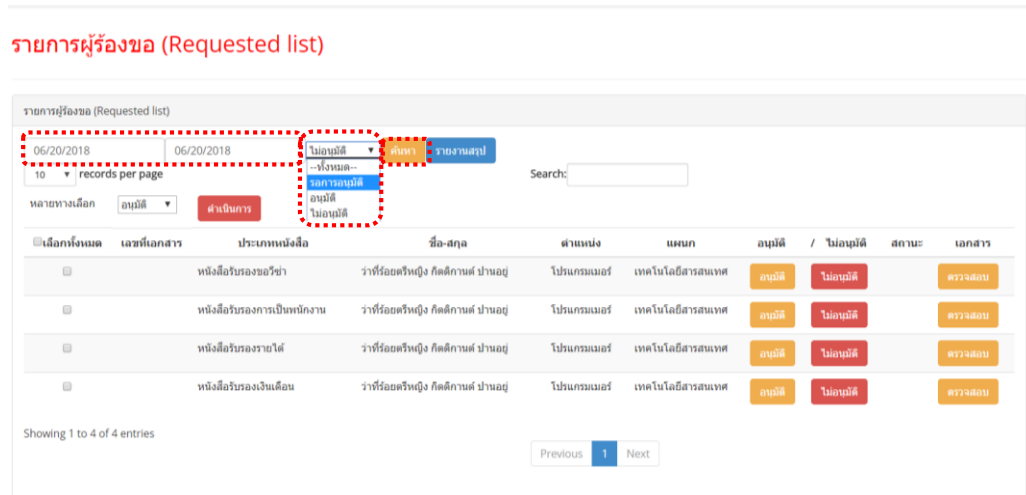 รายการผู้ร้องขอ (Requested list)
รายการผู้ร้องขอ (Requested list)
06/20/2018 06/20/2018 ไม่อนุมัติ ค้นหา รายงานสรุป
--ทั้งหมด--
รอการอนุมัติ
อนุมัติ
ไม่อนุมัติ
10 records per page Search:
หลายทางเลือก อนุมัติ ดำเนินการ
เลือกทั้งหมด เลขที่เอกสาร ประเภทหนังสือ ชื่อ-สกุล ตำแหน่ง แผนก อนุมัติ / ไม่อนุมัติ สถานะ เอกสาร
หนังสือรับรองขอวีซ่า ว่าที่ร้อยตรีหญิง กิตติกานต์ ปานอยู่ โปรแกรมเมอร์ เทคโนโลยีสารสนเทศ อนุมัติ ไม่อนุมัติ ตรวจสอบ
หนังสือรับรองการเป็นพนักงาน ว่าที่ร้อยตรีหญิง กิตติกานต์ ปานอยู่ โปรแกรมเมอร์ เทคโนโลยีสารสนเทศ อนุมัติ ไม่อนุมัติ ตรวจสอบ
หนังสือรับรองรายได้ ว่าที่ร้อยตรีหญิง กิตติกานต์ ปานอยู่ โปรแกรมเมอร์ เทคโนโลยีสารสนเทศ อนุมัติ ไม่อนุมัติ ตรวจสอบ
หนังสือรับรองเงินเดือน ว่าที่ร้อยตรีหญิง กิตติกานต์ ปานอยู่ โปรแกรมเมอร์ เทคโนโลยีสารสนเทศ อนุมัติ ไม่อนุมัติ ตรวจสอบ
Showing 1 to 4 of 4 entries
Previous 1 Next